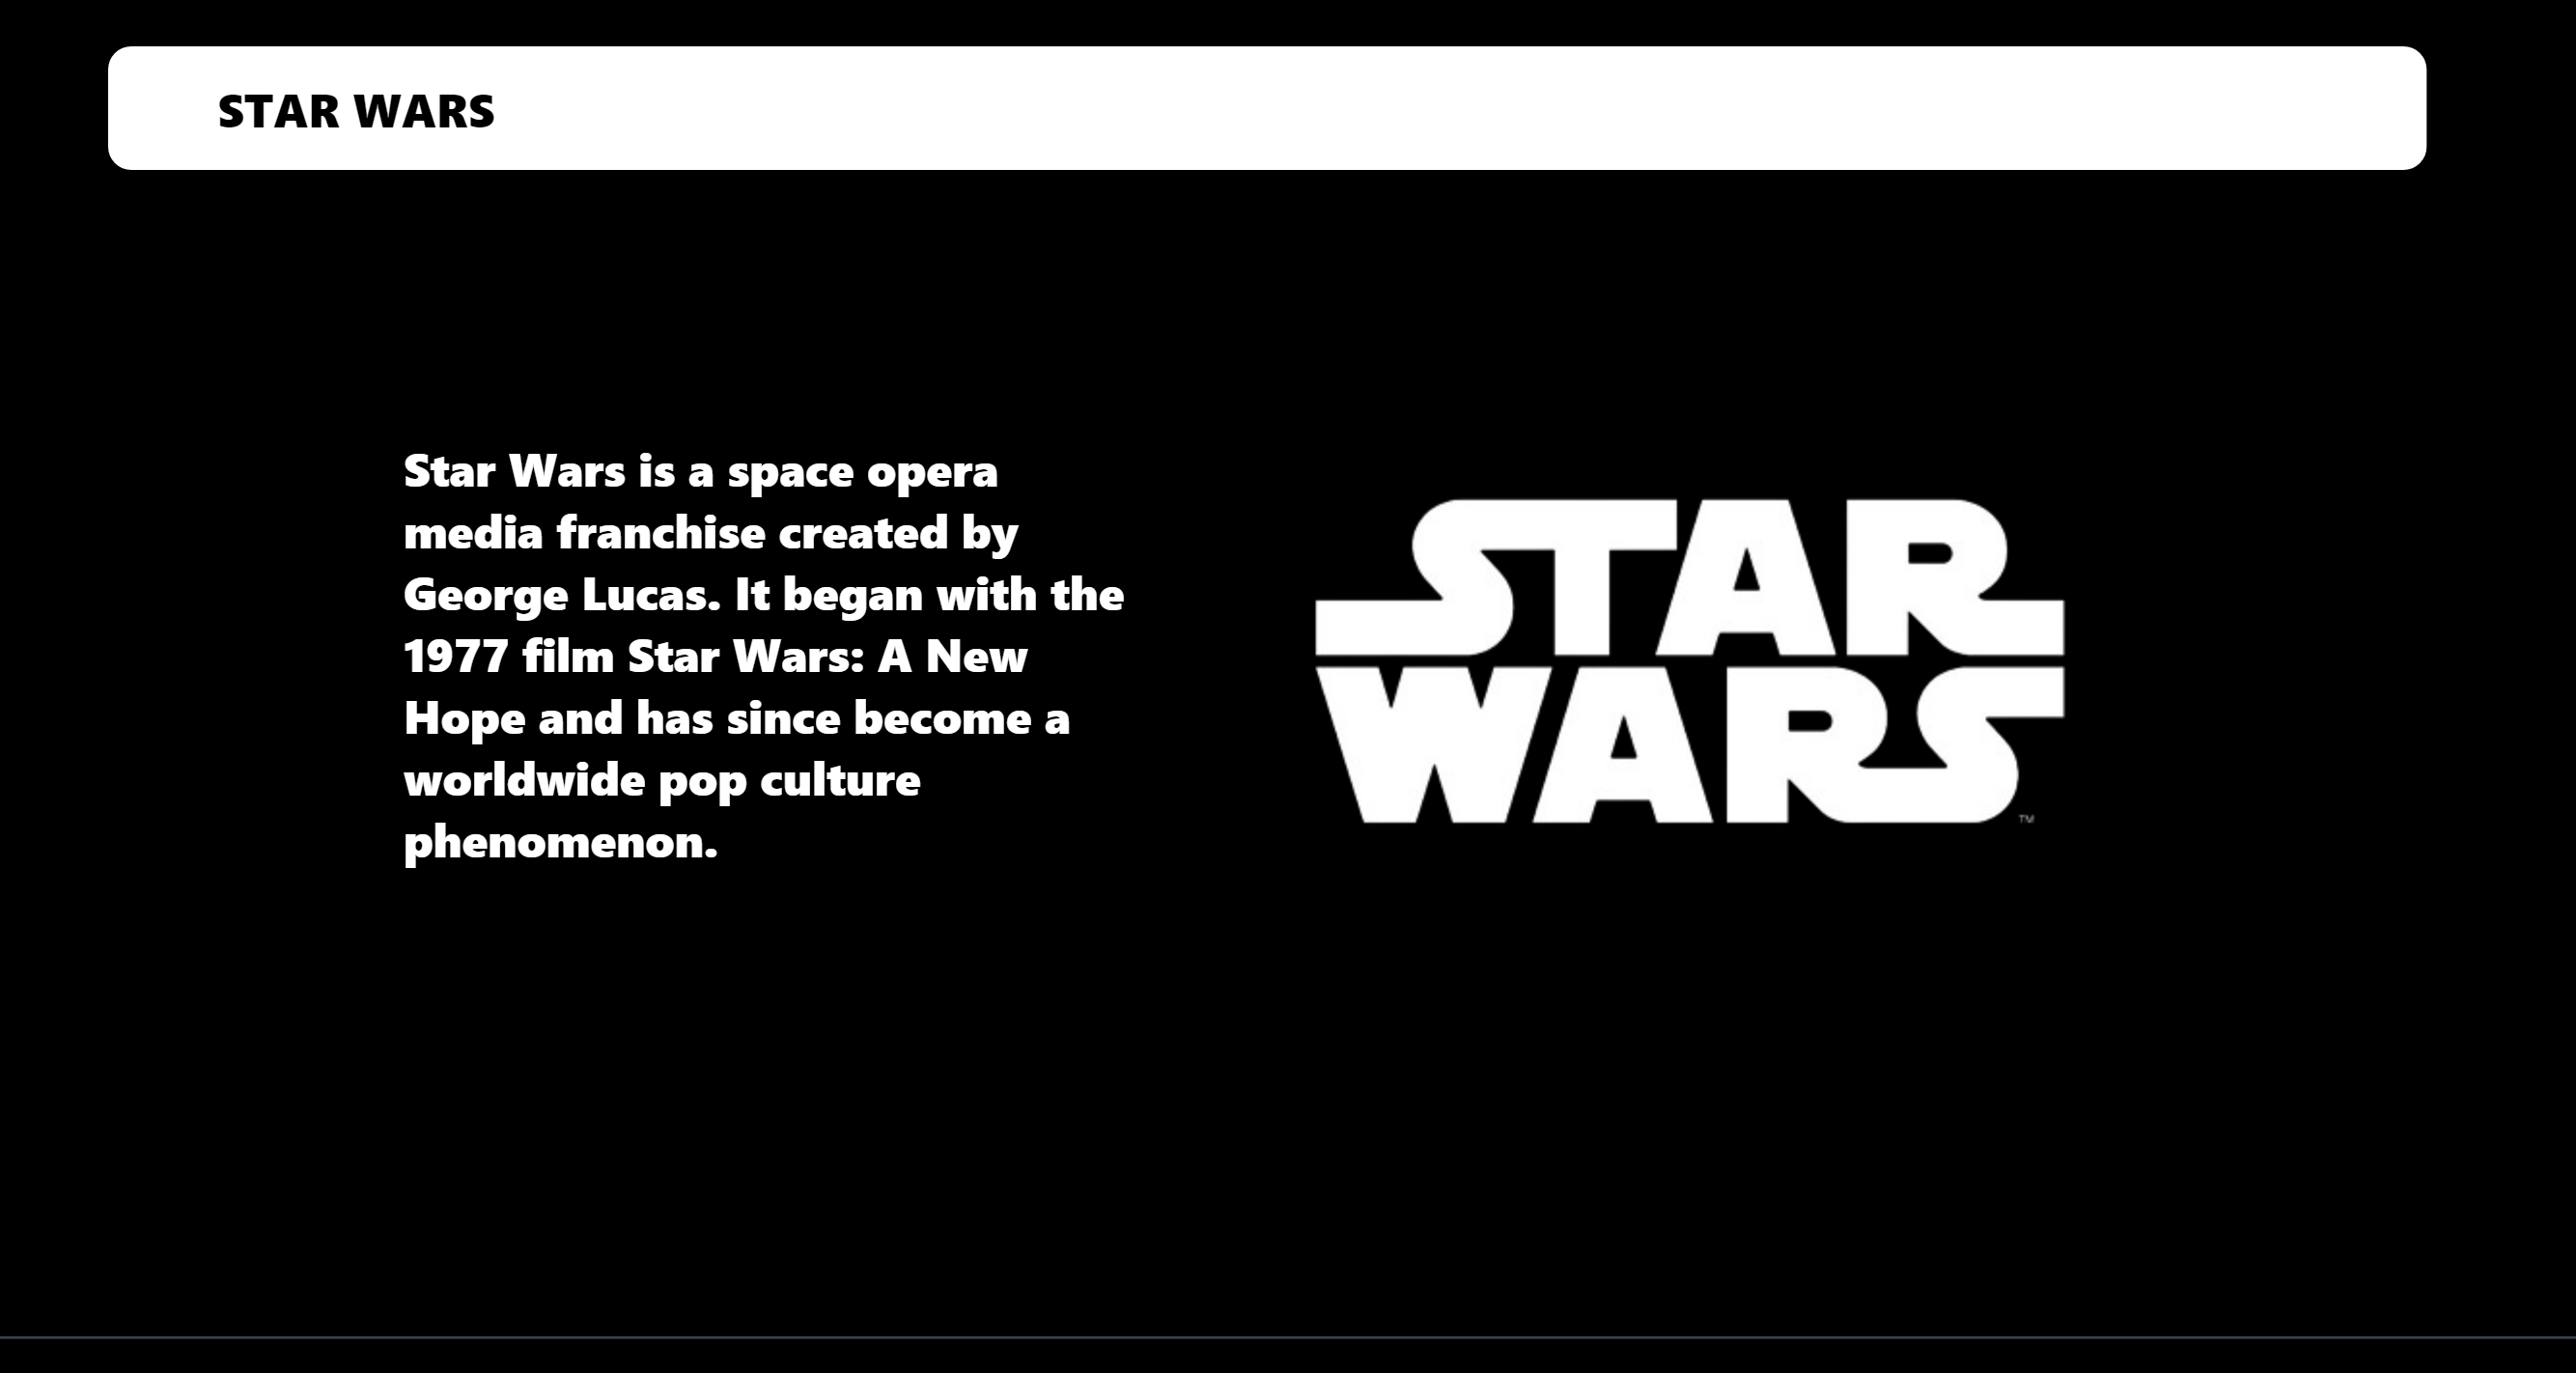 STAR WARS
Star Wars is a space opera
media franchise created by
George Lucas. It began with the
1977 film Star Wars: A New
Hope and has since become a
worldwide pop culture
phenomenon.
STAR
WARS
TM